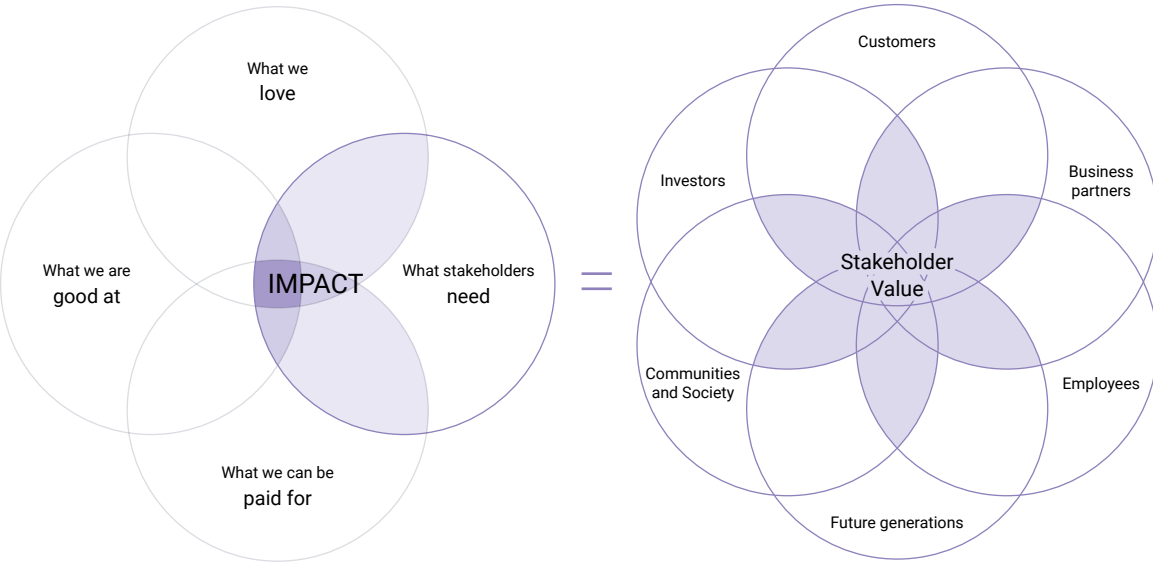 What we
love
What we are
good at
IMPACT
What stakeholders
need
What we can be
paid for
=
Customers
Investors
Business
partners
Stakeholder
Value
Communities
and Society
Employees
Future generations